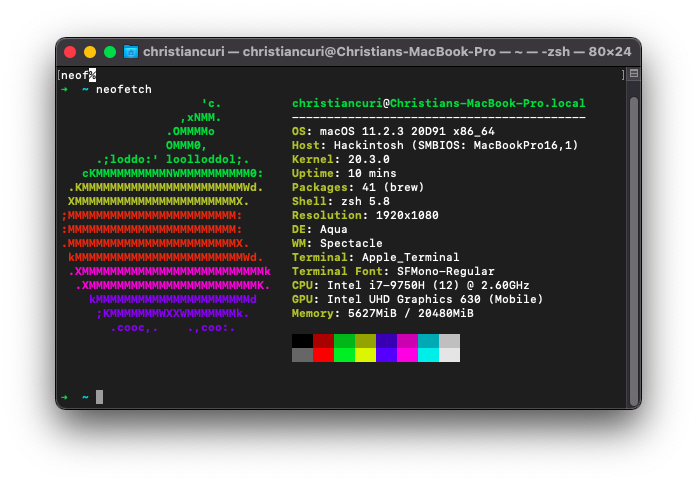 christiancuri — christiancuri@Christians-MacBook-Pro — ~ — -zsh — 80×24
[neof%]
➜ ~ neofetch
'c.
,xNMM.
.OMMMMo
OMMM0,
.;loddo:' loolloddol;.
cKMMMMMMMMMMNWMMMMMMMMMM0:
.KMMMMMMMMMMMMMMMMMMMMMMMWd.
XMMMMMMMMMMMMMMMMMMMMMMMX.
;MMMMMMMMMMMMMMMMMMMMMMMM:
:MMMMMMMMMMMMMMMMMMMMMMMM:
.MMMMMMMMMMMMMMMMMMMMMMMMX.
kMMMMMMMMMMMMMMMMMMMMMMMMWd.
.XMMMMMMMMMMMMMMMMMMMMMMMMMMk
.XMMMMMMMMMMMMMMMMMMMMMMMMK.
kMMMMMMMMMMMMMMMMMMMMMMd
;KMMMMMMMWXXWMMMMMMMk.
.cooc,. .,coo:.
christiancuri@Christians-MacBook-Pro.local
------------------------------------------
OS: macOS 11.2.3 20D91 x86_64
Host: Hackintosh (SMBIOS: MacBookPro16,1)
Kernel: 20.3.0
Uptime: 10 mins
Packages: 41 (brew)
Shell: zsh 5.8
Resolution: 1920x1080
DE: Aqua
WM: Spectacle
Terminal: Apple_Terminal
Terminal Font: SFMono-Regular
CPU: Intel i7-9750H (12) @ 2.60GHz
GPU: Intel UHD Graphics 630 (Mobile)
Memory: 5627MiB / 20480MiB
➜ ~